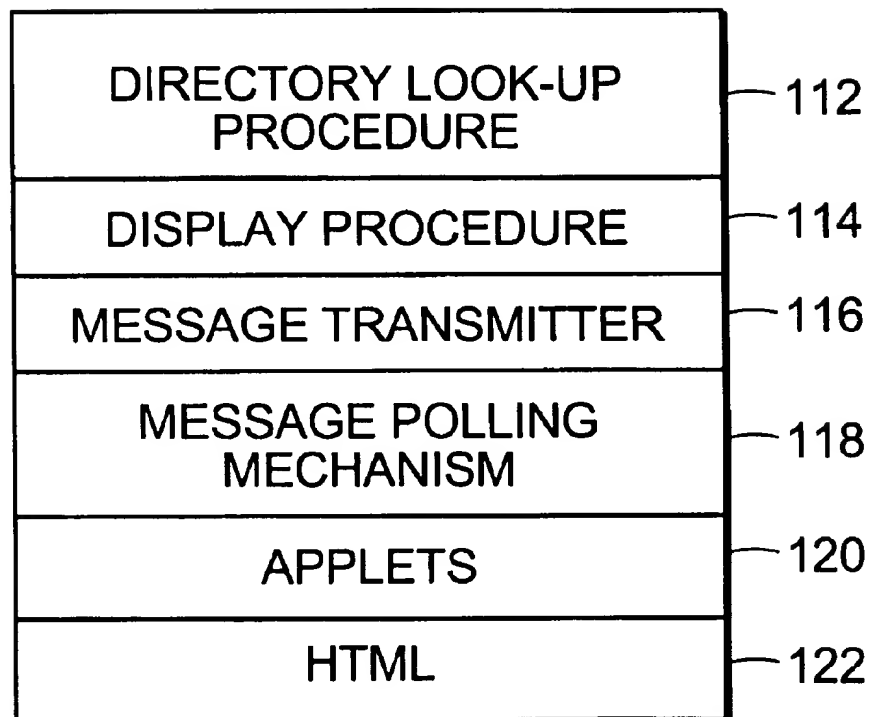 DIRECTORY LOOK-UP
PROCEDURE
112
DISPLAY PROCEDURE
114
MESSAGE TRANSMITTER
116
MESSAGE POLLING
MECHANISM
118
APPLETS
120
HTML
122